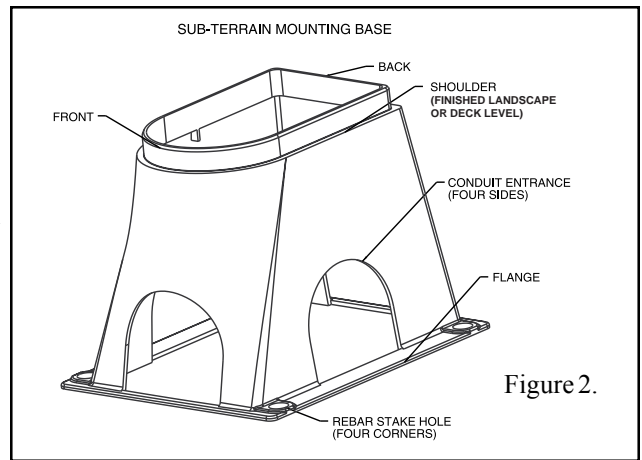 SUB-TERRAIN MOUNTING BASE
BACK
SHOULDER
(FINISHED LANDSCAPE
OR DECK LEVEL)
FRONT
CONDUIT ENTRANCE
(FOUR SIDES)
FLANGE
Figure 2.
REBAR STAKE HOLE
(FOUR CORNERS)